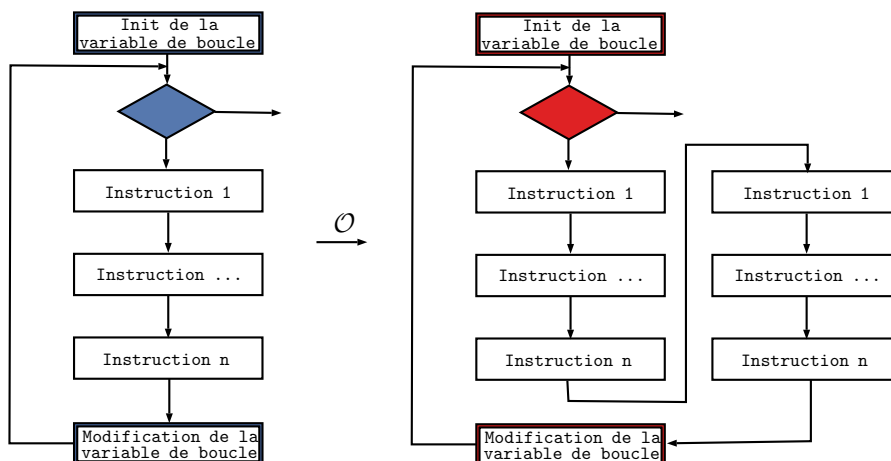 Init de la
variable de boucle
Instruction 1
Instruction ...
Instruction n
Modification de la
variable de boucle
𝒪
Init de la
variable de boucle
Instruction 1
Instruction ...
Instruction n
Modification de la
variable de boucle
Instruction 1
Instruction ...
Instruction n